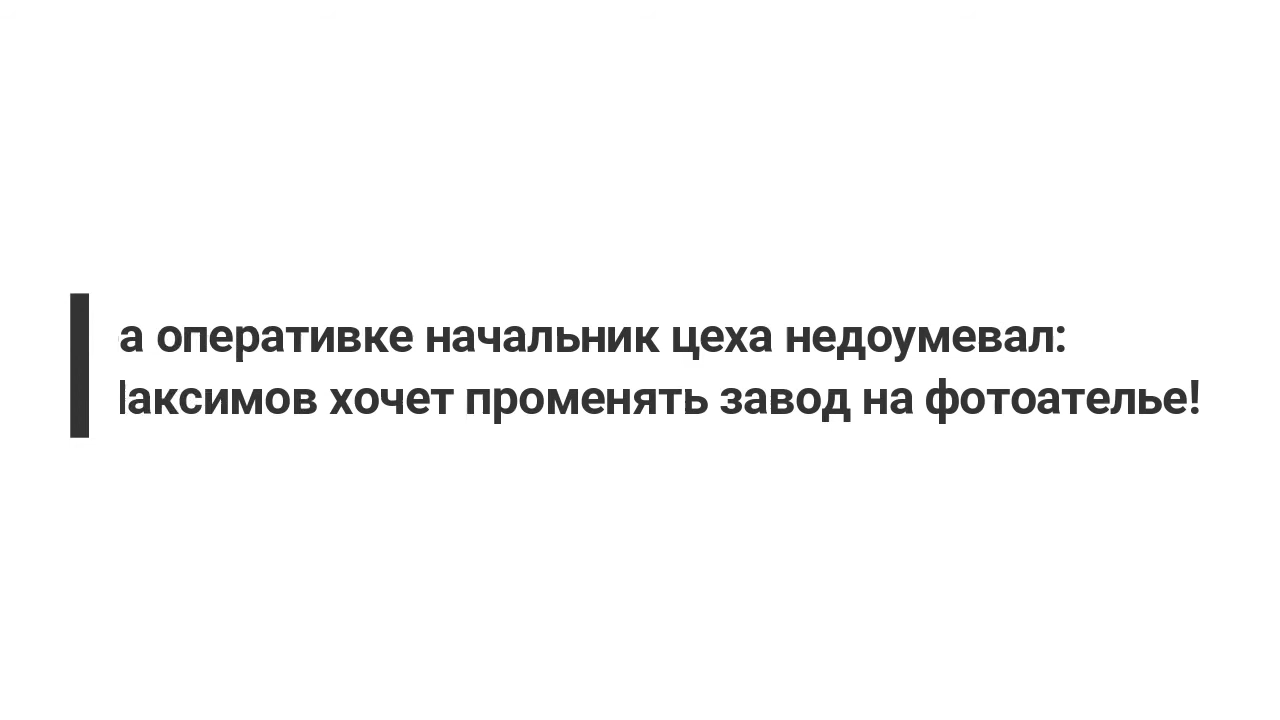 а оперативке начальник цеха недоумевал:
аксимов хочет променять завод на фотоателье!